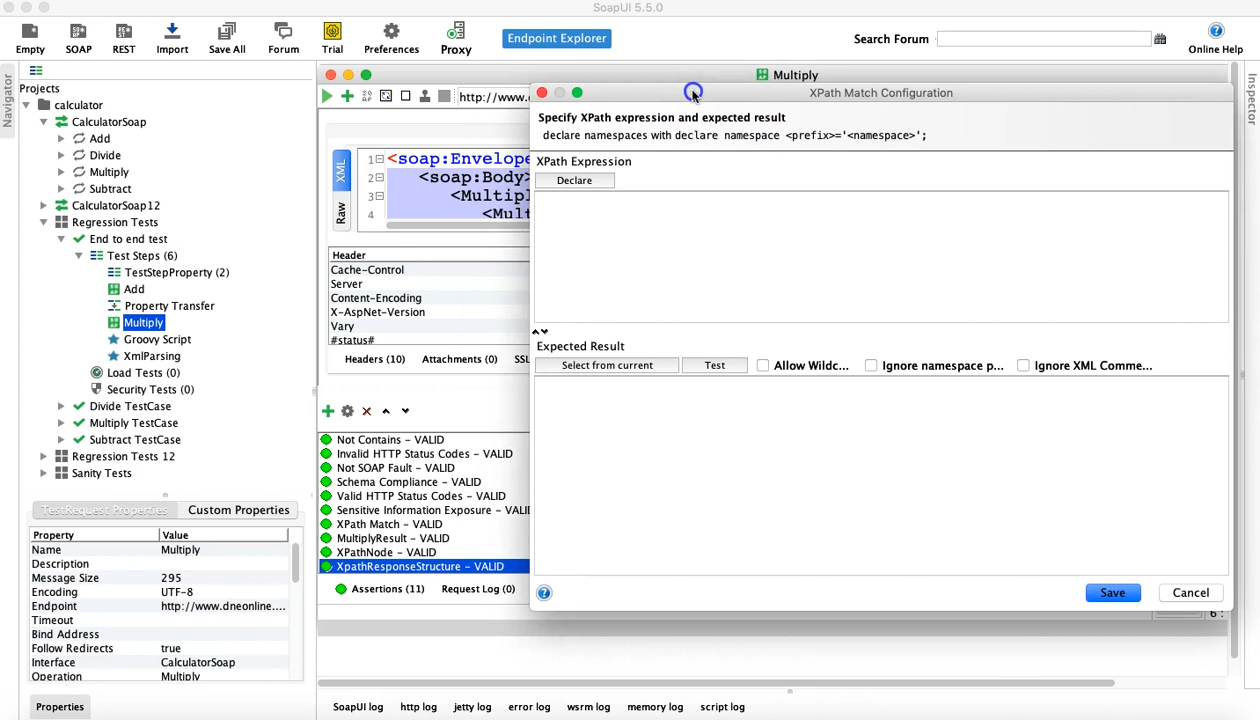 SoapUI 5.5.0
Empty
SOAP
REST
Import
Save All
Forum
Trial
Preferences
Proxy
Endpoint Explorer
Search Forum
Online Help
Navigator
Projects
calculator
CalculatorSoap
Add
Divide
Multiply
Subtract
CalculatorSoap12
Regression Tests
End to end test
Test Steps (6)
TestStepProperty (2)
Add
Property Transfer
Multiply
Groovy Script
XmlParsing
Load Tests (0)
Security Tests (0)
Divide TestCase
Multiply TestCase
Subtract TestCase
Regression Tests 12
Sanity Tests
TestRequest Properties
Custom Properties
Property Value
Name Multiply
Description
Message Size 295
Encoding UTF-8
Endpoint http://www.dneonline....
Timeout
Bind Address
Follow Redirects true
Interface CalculatorSoap
Operation Multiply
Properties
Multiply
http://www.
XML
Raw
1 <soap:Envelope
2 <soap:Body>
3 <Multipl
4 <Mult
Header
Cache-Control
Server
Content-Encoding
X-AspNet-Version
Vary
#status#
Headers (10) Attachments (0) SSL
Not Contains - VALID
Invalid HTTP Status Codes - VALID
Not SOAP Fault - VALID
Schema Compliance - VALID
Valid HTTP Status Codes - VALID
Sensitive Information Exposure - VALI
XPath Match - VALID
MultiplyResult - VALID
XPathNode - VALID
XpathResponseStructure - VALID
Assertions (11) Request Log (0)
XPath Match Configuration
Specify XPath expression and expected result
declare namespaces with declare namespace <prefix>='<namespace>';
XPath Expression
Declare
Expected Result
Select from current
Test
Allow Wildc...
Ignore namespace p...
Ignore XML Comme...
Save
Cancel
6 :
Inspector
SoapUI log http log jetty log error log wsrm log memory log script log